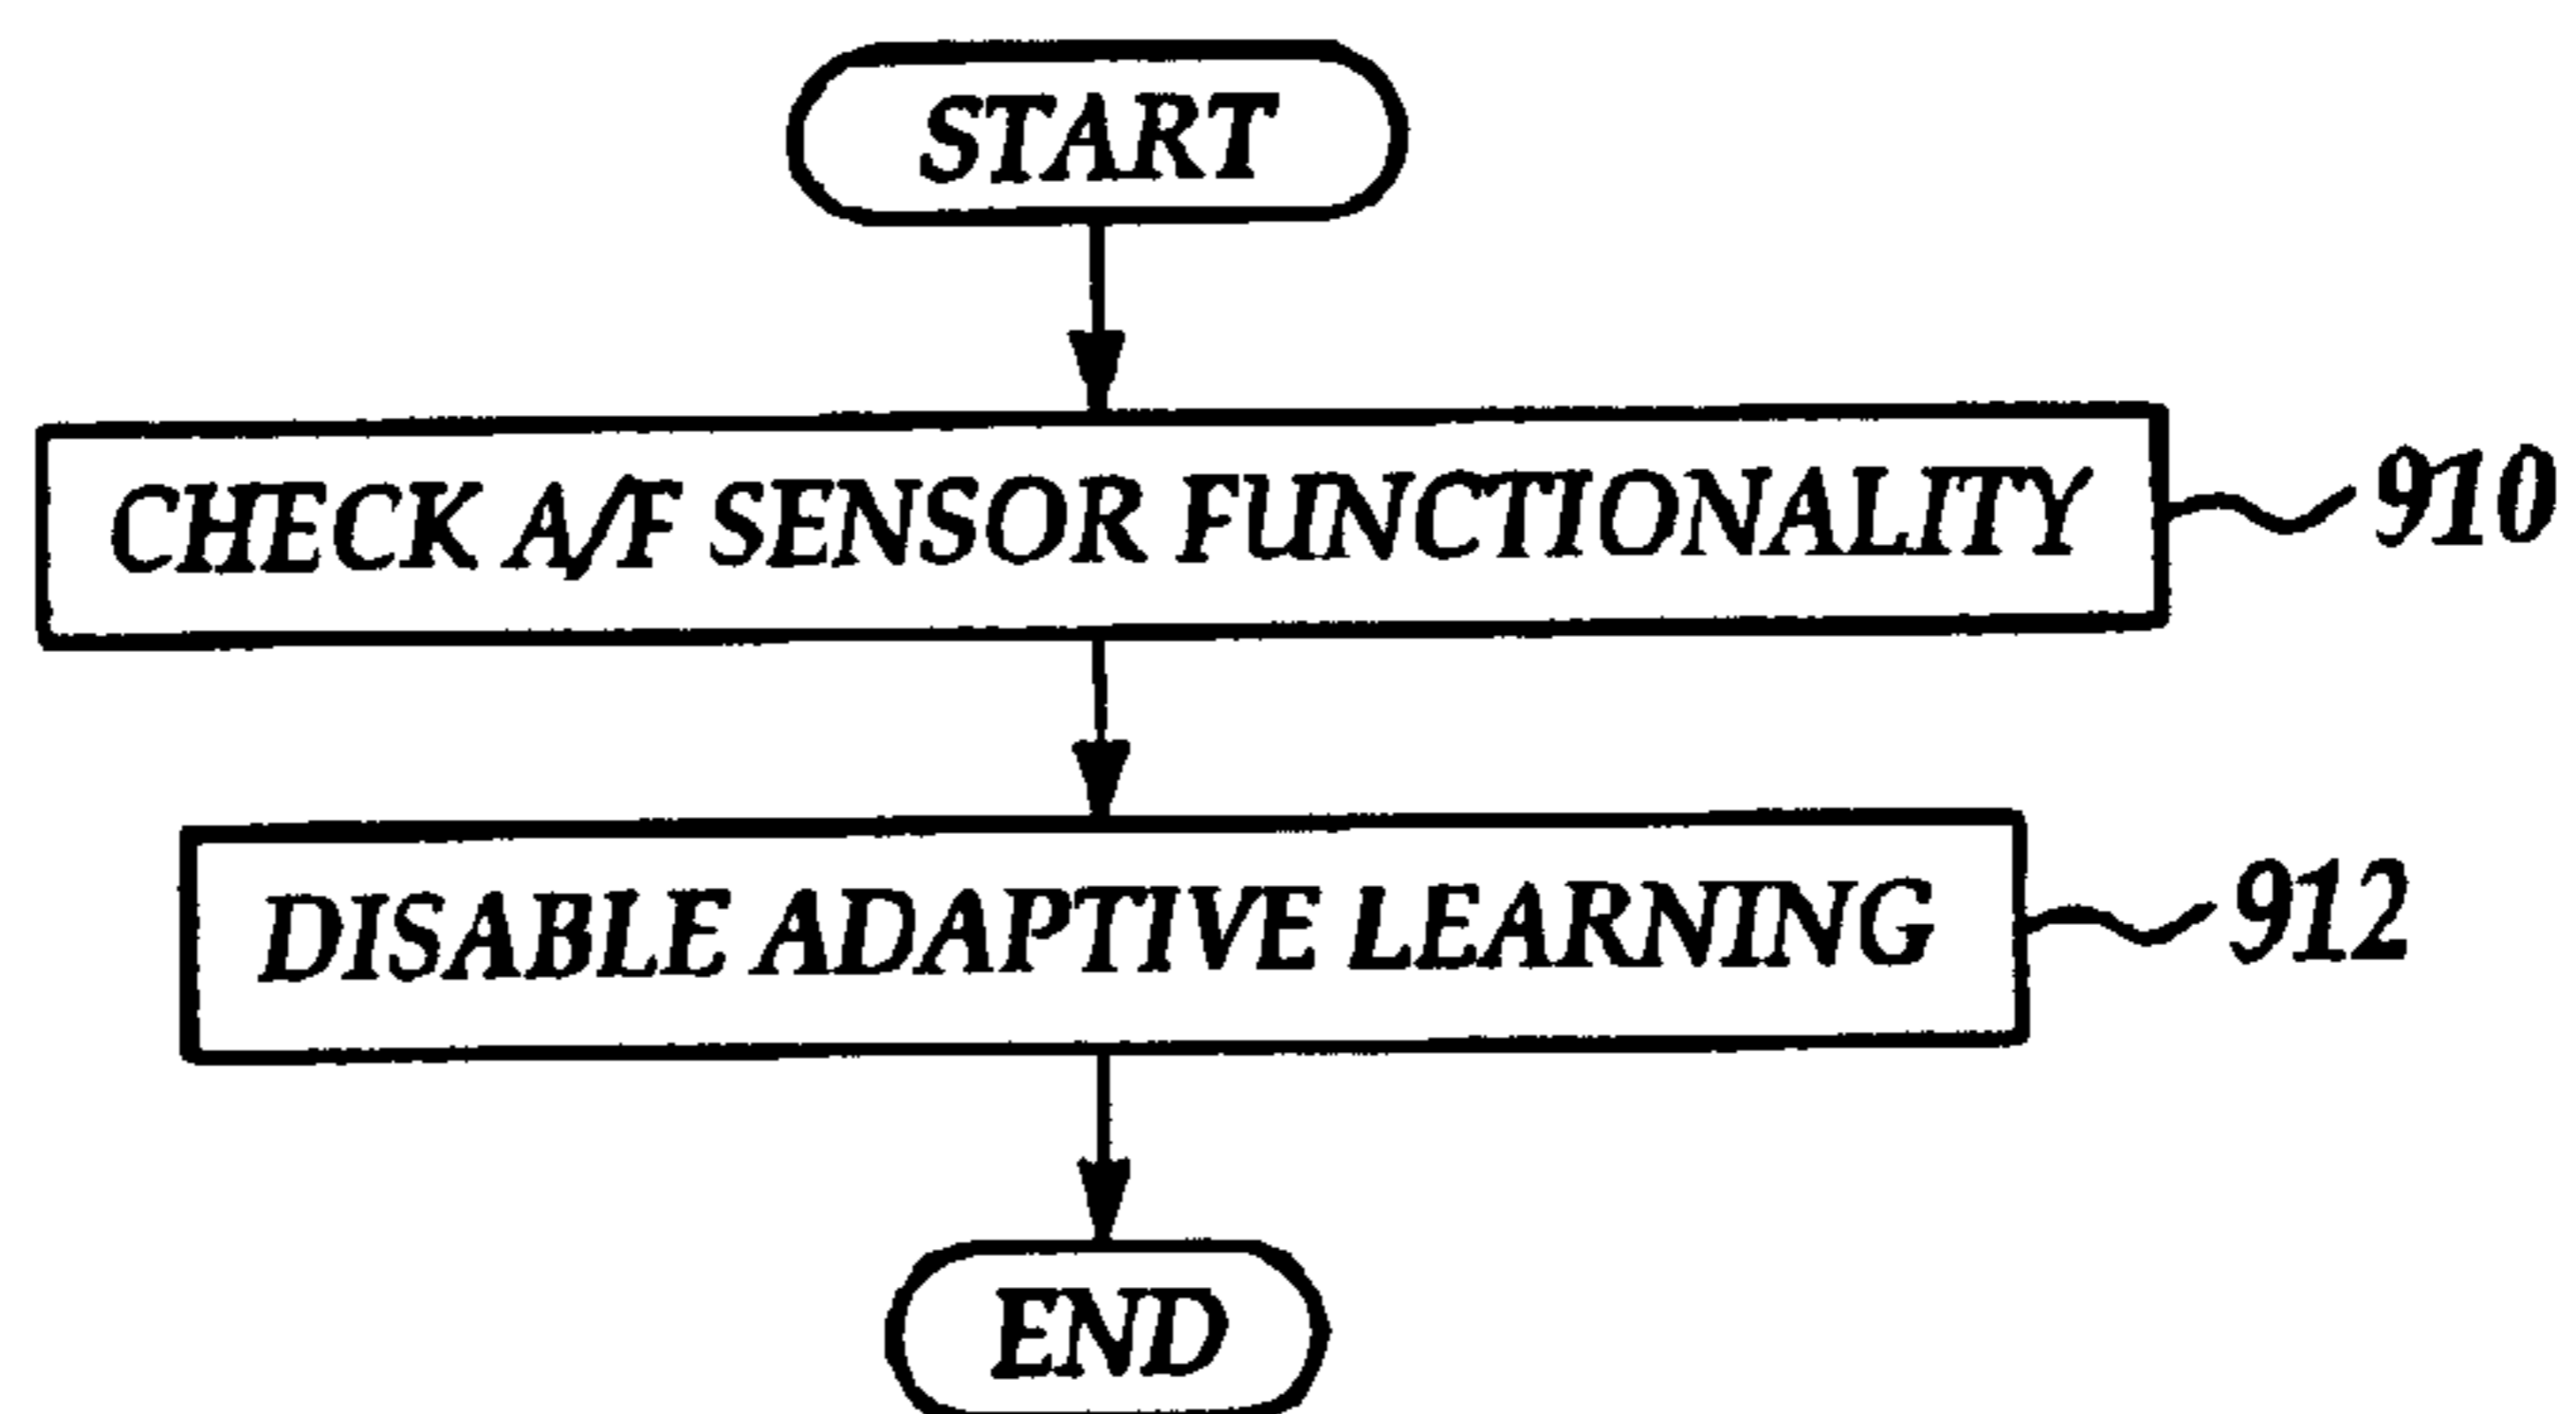 START
CHECK A/F SENSOR FUNCTIONALITY
910
DISABLE ADAPTIVE LEARNING
912
END